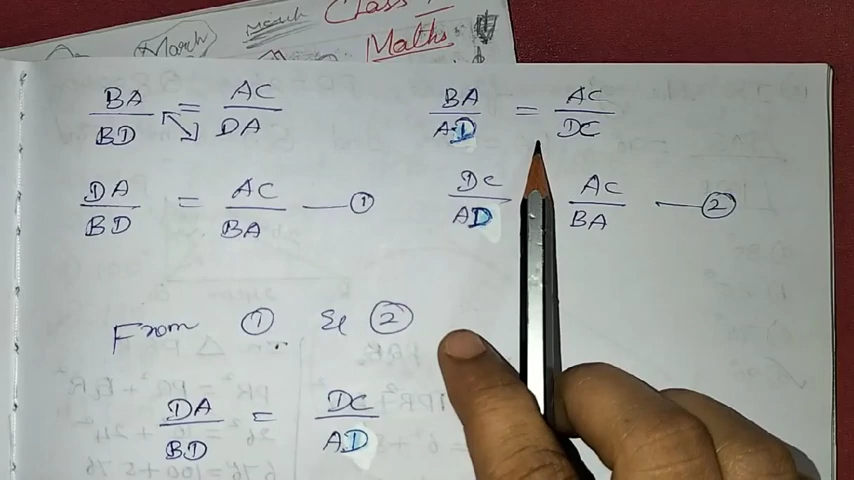 March
March
Class
Maths
BA/BD = AC/DA
BA/AD = AC/DC
DA/BD = AC/BA — ①
DC/AD AC/BA — ②
From ① & ②
DA/BD = DC/AD